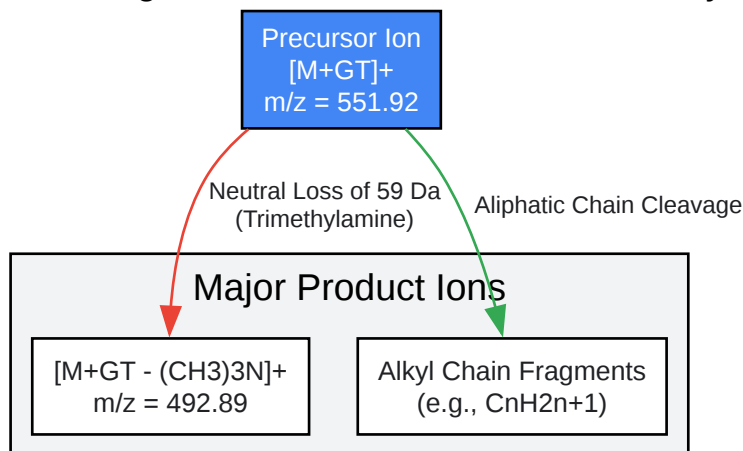 Precursor Ion
[M+GT]+
m/z = 551.92
Neutral Loss of 59 Da
(Trimethylamine)
Aliphatic Chain Cleavage
Major Product Ions
[M+GT - (CH3)3N]+
m/z = 492.89
Alkyl Chain Fragments
(e.g., CnH2n+1)